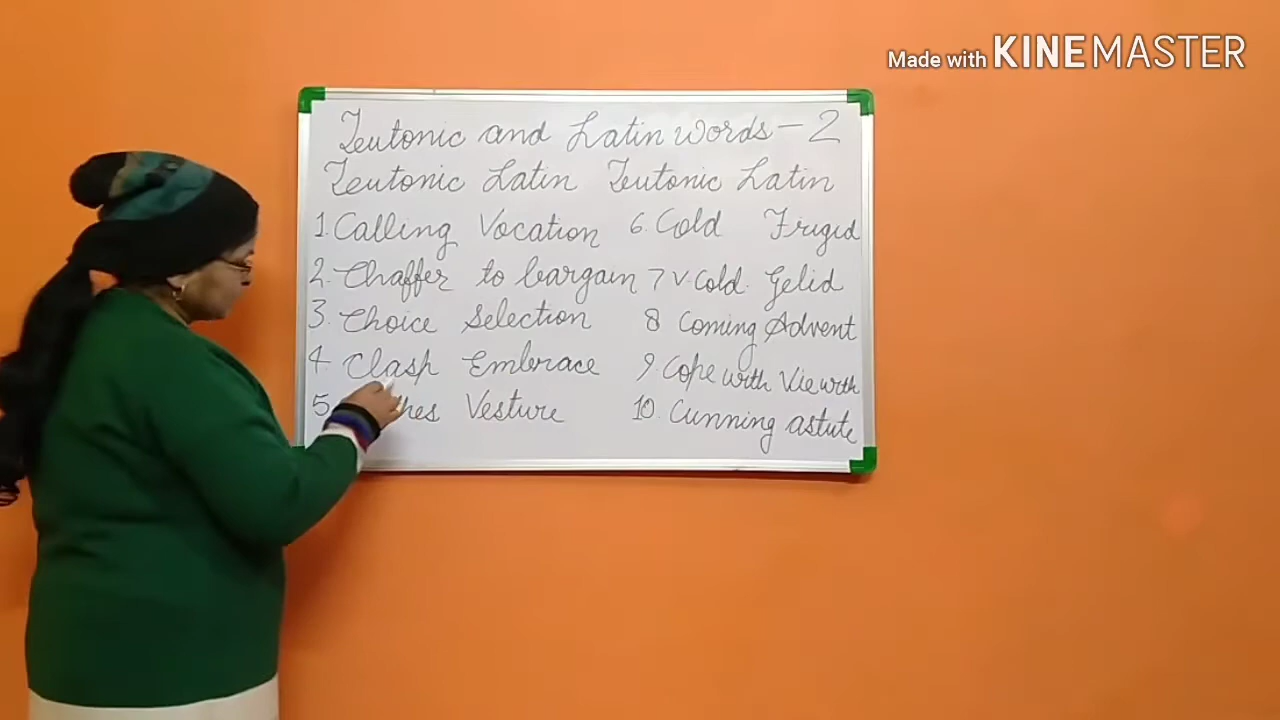 Made with KINEMASTER
Teutonic and Latin words - 2
Teutonic Latin Teutonic Latin
1. Calling Vocation 6. Cold Frigid
2. Chaffer to bargain 7 v. Cold. Gelid
3. Choice Selection 8 Coming Advent
4 Clasp Embrace 9. Cope with Vie with
5 hes Vesture 10. Cunning astute